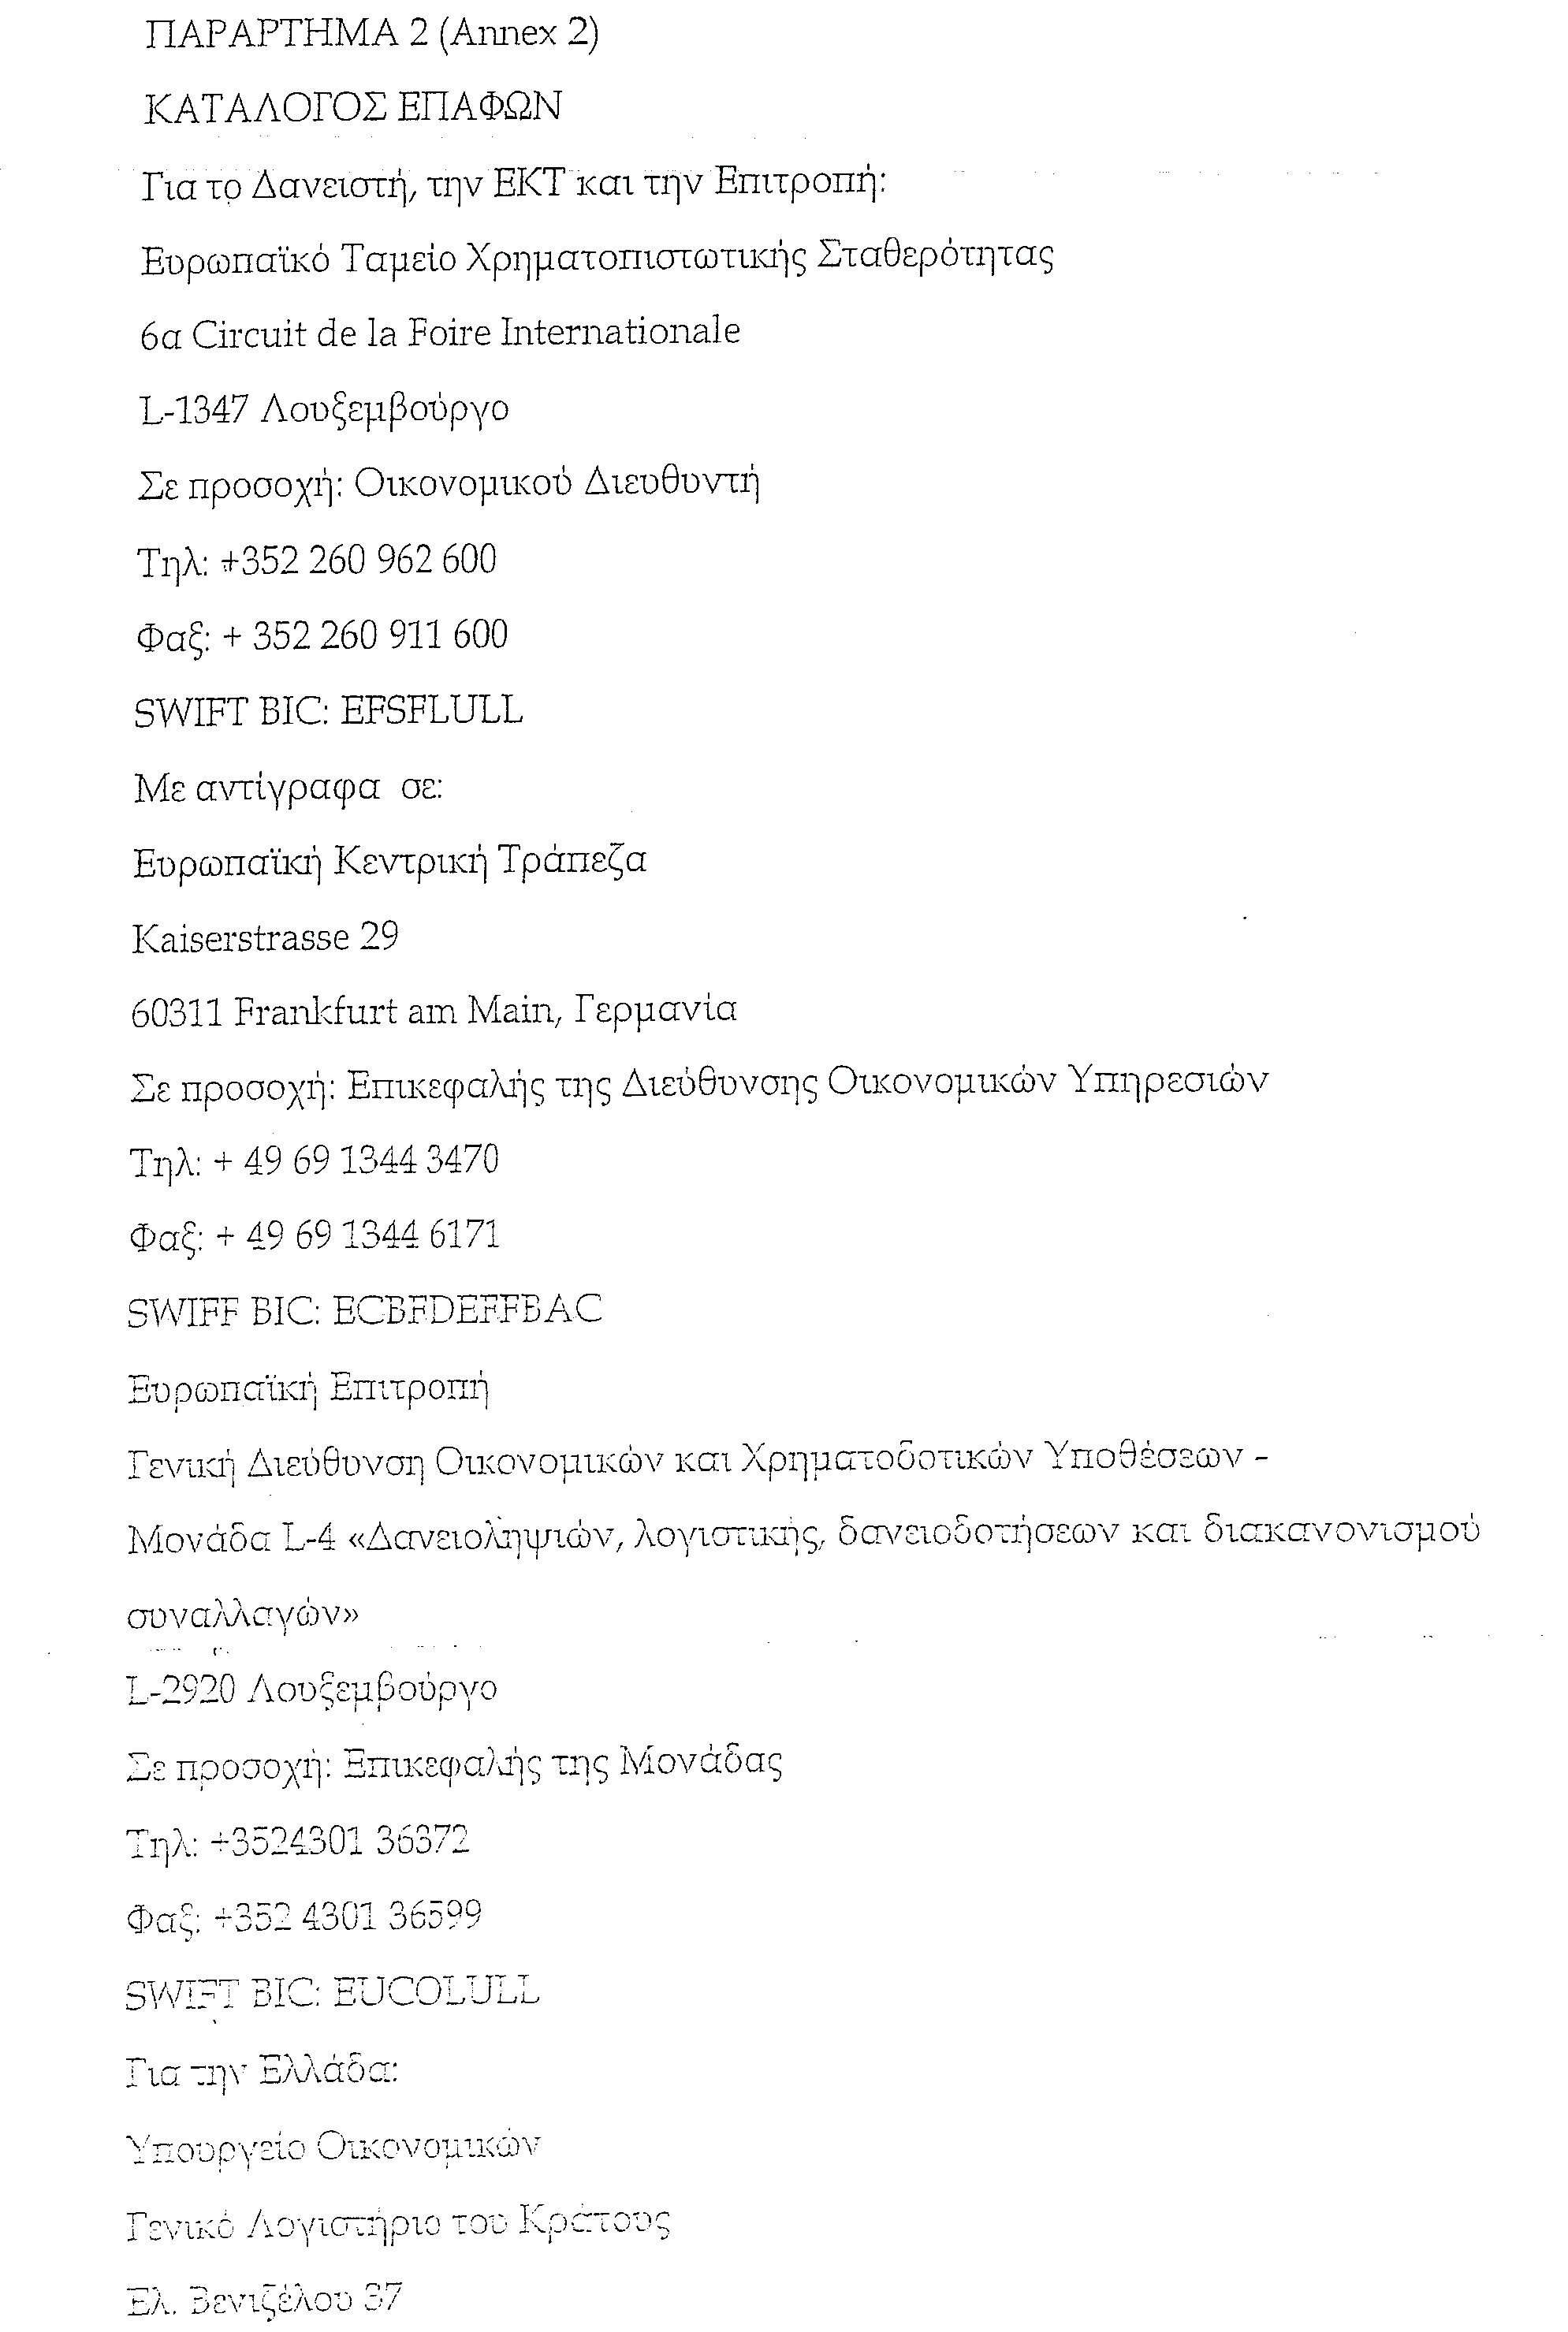 ΠΑΡΑΡΤΗΜΑ 2 (Annex 2)
ΚΑΤΑΛΟΓΟΣ ΕΠΑΦΩΝ
Για το Δανειστή, την ΕΚΤ και την Επιτροπή:
Ευρωπαϊκό Ταμείο Χρηματοπιστωτικής Σταθερότητας
6α Circuit de la Foire Internationale
L-1347 Λουξεμβούργο
Σε προσοχή: Οικονομικού Διευθυντή
Τηλ: +352 260 962 600
Φαξ: + 352 260 911 600
SWIFT BIC: EFSFLULL
Με αντίγραφα σε:
Ευρωπαϊκή Κεντρική Τράπεζα
Kaiserstrasse 29
60311 Frankfurt am Main, Γερμανία
Σε προσοχή: Επικεφαλής της Διεύθυνσης Οικονομικών Υπηρεσιών
Τηλ: + 49 69 1344 3470
Φαξ: + 49 69 1344 6171
SWIFF BIC: ECBFDEFFBAC
Ευρωπαϊκή Επιτροπή
Γενική Διεύθυνση Οικονομικών και Χρηματοδοτικών Υποθέσεων -
Μονάδα L-4 «Δανειοληψιών, λογιστικής, δανειοδοτήσεων και διακανονισμού
συναλλαγών»
L-2920 Λουξεμβούργο
Σε προσοχή: Επικεφαλής της Μονάδας
Τηλ: +3524301 36372
Φαξ: +352 4301 36599
SWIFT BIC: EUCOLULL
Για την Ελλάδα:
Υπουργείο Οικονομικών
Γενικό Λογιστήριο του Κράτους
Ελ. Βενιζέλου 37